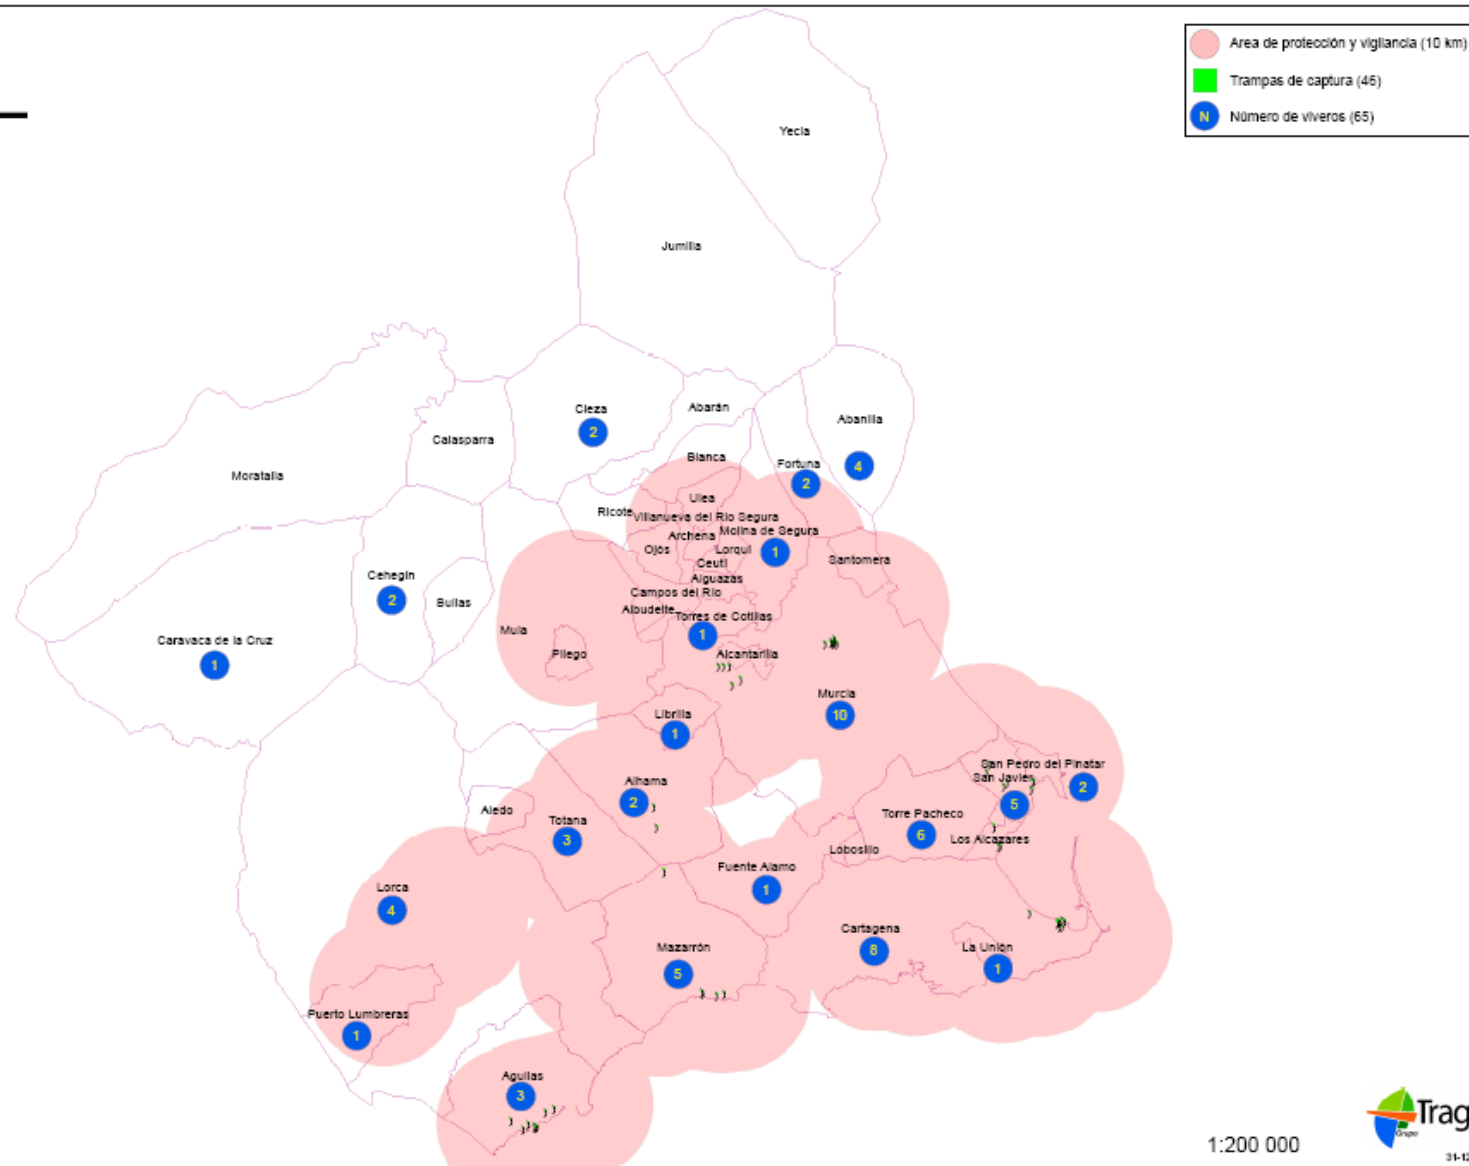 Area de protección y vigilancia (10 km)
Trampas de captura (46)
N Número de viveros (65)
Yecla
Jumilla
Cieza
2
Abarán
Abanilla
4
Calasparra
Blanca
Fortuna
2
Moratalla
Ulea
Ricote
Villanueva del Río Segura
Molina de Segura
1
Archena
Ojós
Lorquí
Ceutí
Santomera
Alguazas
Cehegín
2
Bullas
Campos del Río
Albudeite
Torres de Cotillas
1
Mula
Pliego
Alcantarilla
Caravaca de la Cruz
1
Murcia
10
Librilla
1
San Pedro del Pinatar
2
San Javier
5
Alhama
2
Aledo
Totana
3
Torre Pacheco
6
Los Alcazares
Lobosillo
Fuente Alamo
1
Lorca
4
Cartagena
8
La Unión
1
Mazarrón
5
Puerto Lumbreras
1
Aguilas
3
1:200 000
Trag
Grupo
31-12